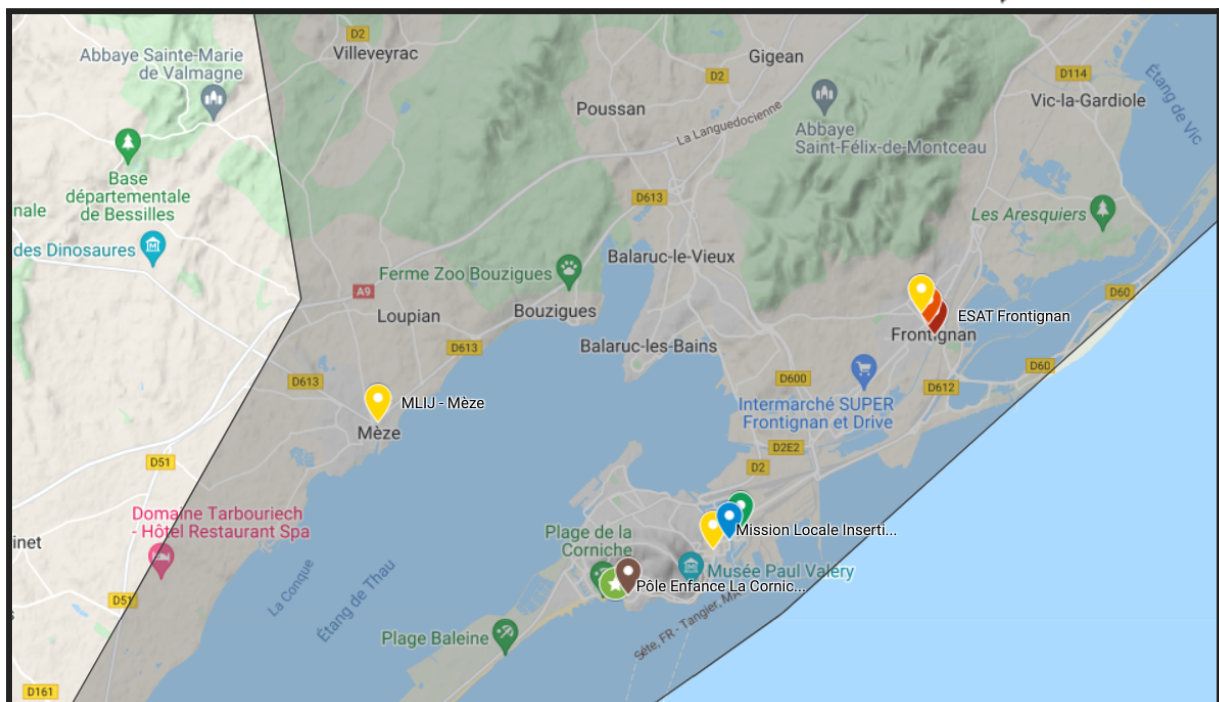 D2
Villeveyrac
Abbaye Sainte-Marie
de Valmagne
Gigean
D2
D114
Étang de Vic
Vic-la-Gardiole
Poussan
La Languedocienne
Abbaye
Saint-Félix-de-Montceau
Base
départementale
de Bessilles
nale
D613
Les Aresquiers
des Dinosaures
Balaruc-le-Vieux
Ferme Zoo Bouzigues
A9
D60
Loupian
Bouzigues
ESAT Frontignan
Frontignan
D613
Balaruc-les-Bains
D60
D613
D600
D612
MLIJ - Mèze
Intermarché SUPER
Frontignan et Drive
Mèze
D2E2
D51
D2
Domaine Tarbouriech
- Hôtel Restaurant Spa
inet
Plage de la
Corniche
Mission Locale Inserti...
Musée Paul Valery
La Conque
Pôle Enfance La Cornic...
D51
Étang de Thau
Sète, FR - Tangier, MA
Plage Baleine
D161